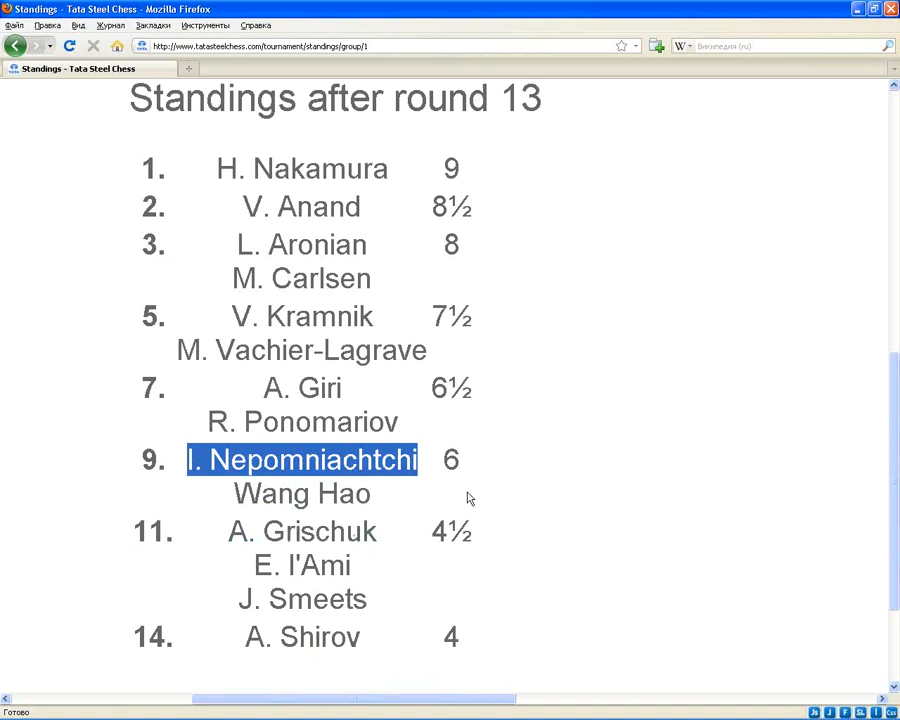 Standings - Tata Steel Chess - Mozilla Firefox
Файл Правка Вид Журнал Закладки Инструменты Справка
http://www.tatasteelchess.com/tournament/standings/group/1 W Википедия (ru)
Standings - Tata Steel Chess
Standings after round 13
1. H. Nakamura 9
2. V. Anand 8½
3. L. Aronian 8
M. Carlsen
5. V. Kramnik 7½
M. Vachier-Lagrave
7. A. Giri 6½
R. Ponomariov
9. I. Nepomniachtchi 6
Wang Hao
11. A. Grischuk 4½
E. l'Ami
J. Smeets
14. A. Shirov 4
Готово Js J F SL I Css